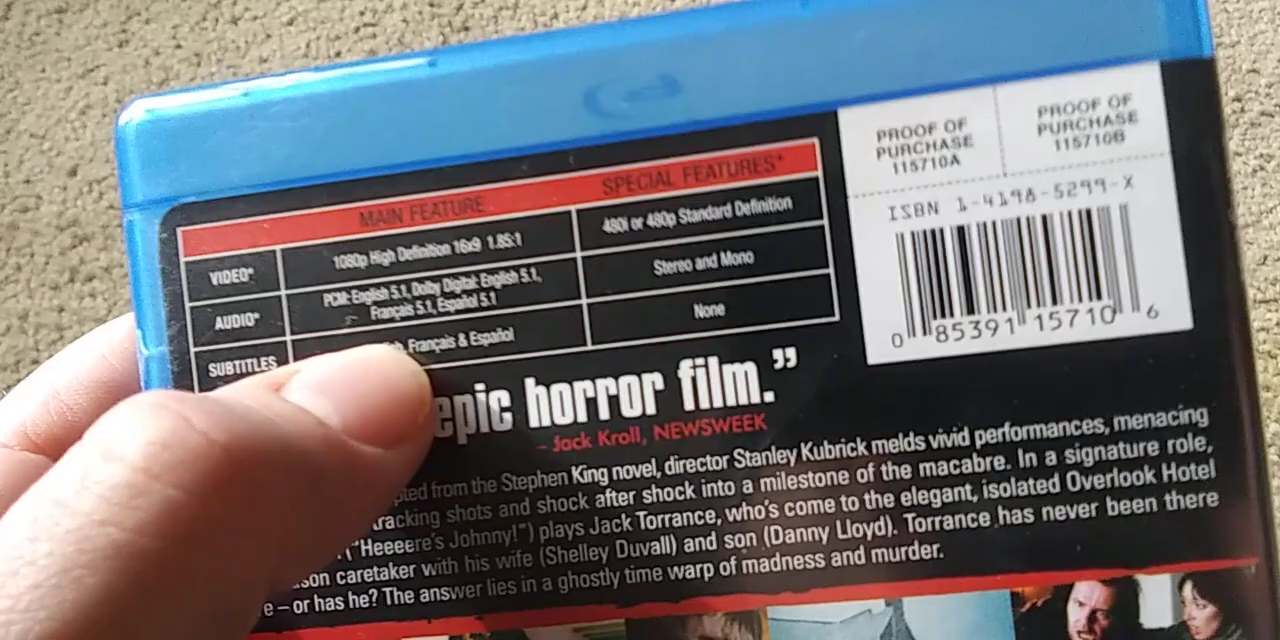 PROOF OF
PURCHASE
115710A
PROOF OF
PURCHASE
115710B
ISBN 1-4198-5299-X
0 85391 15710 6
MAIN FEATURE
SPECIAL FEATURES*
VIDEO*
1080p High Definition 16x9 1.85:1
480i or 480p Standard Definition
AUDIO*
PCM: English 5.1, Dolby Digital: English 5.1,
Français 5.1, Español 5.1
Stereo and Mono
SUBTITLES
Français & Español
None
epic horror film."
– Jack Kroll, NEWSWEEK
from the Stephen King novel, director Stanley Kubrick melds vivid performances, menacing
tracking shots and shock after shock into a milestone of the macabre. In a signature role,
("Heeeere's Johnny!") plays Jack Torrance, who's come to the elegant, isolated Overlook Hotel
caretaker with his wife (Shelley Duvall) and son (Danny Lloyd). Torrance has never been there
– or has he? The answer lies in a ghostly time warp of madness and murder.